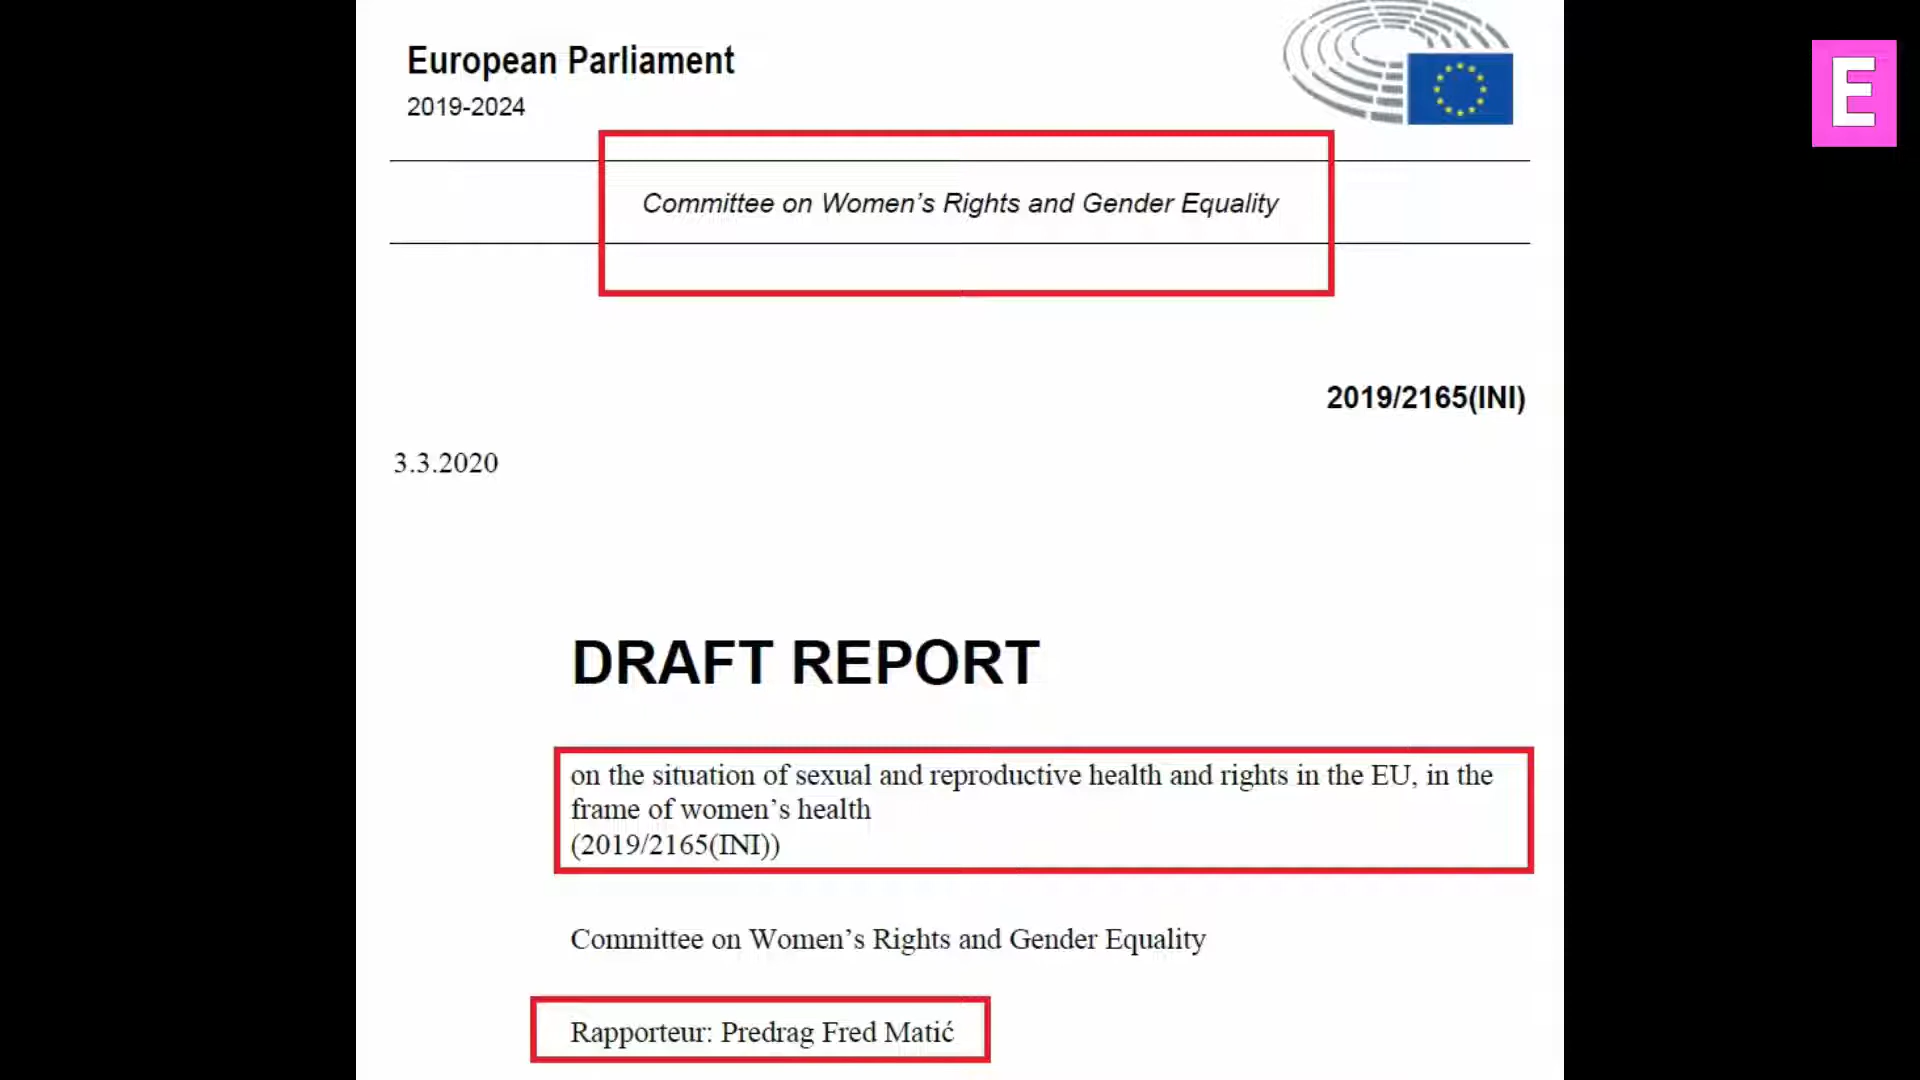 European Parliament
2019-2024
E
Committee on Women’s Rights and Gender Equality
2019/2165(INI)
3.3.2020
DRAFT REPORT
on the situation of sexual and reproductive health and rights in the EU, in the
frame of women’s health
(2019/2165(INI))
Committee on Women’s Rights and Gender Equality
Rapporteur: Predrag Fred Matić